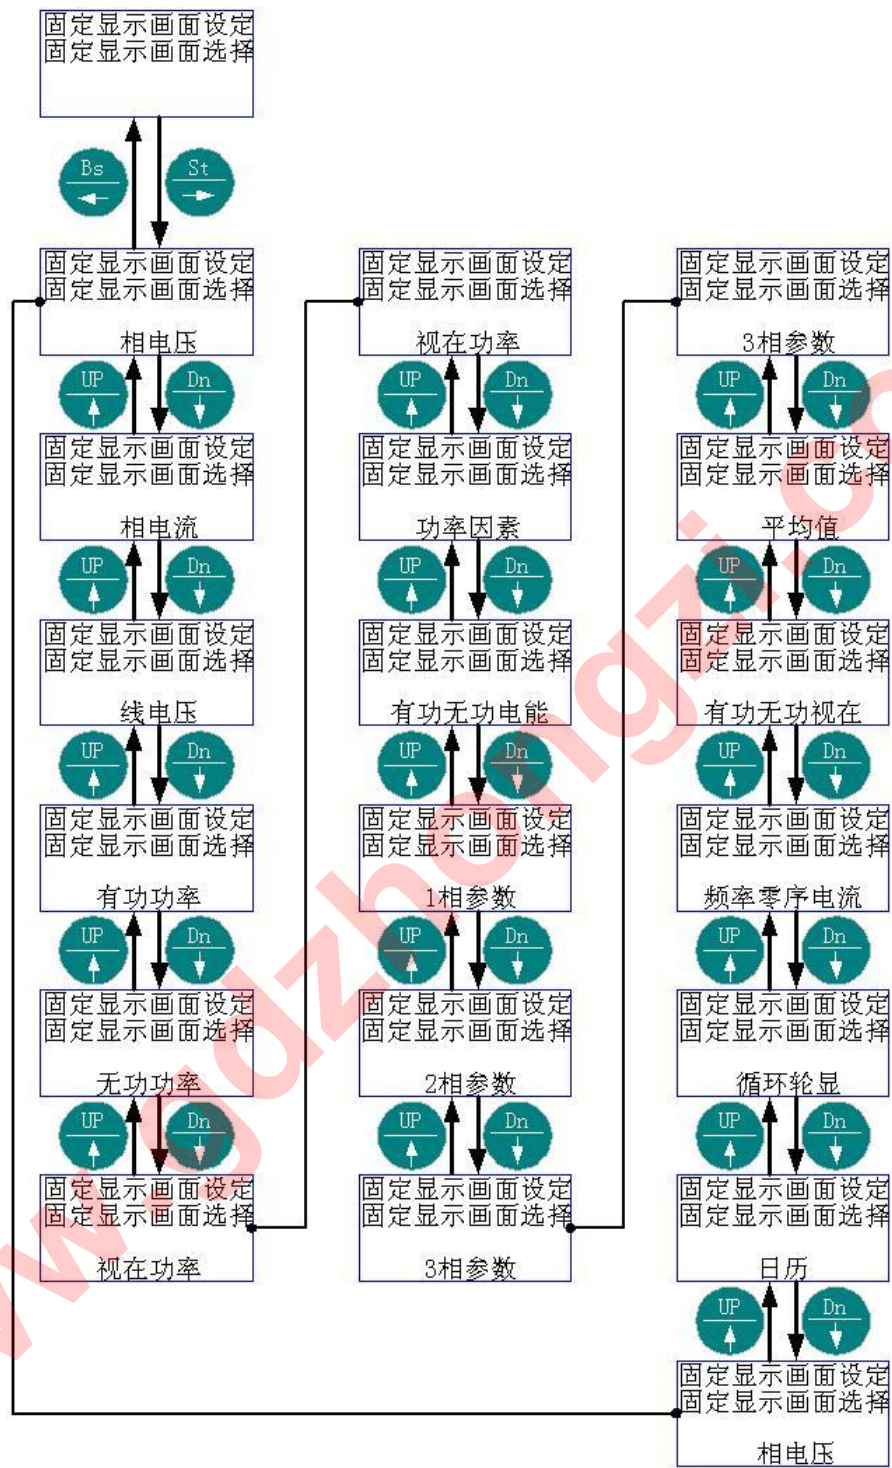 固定显示画面设定
固定显示画面选择
Bs
St
固定显示画面设定
固定显示画面选择
相电压
UP
Dn
固定显示画面设定
固定显示画面选择
相电流
UP
Dn
固定显示画面设定
固定显示画面选择
线电压
UP
Dn
固定显示画面设定
固定显示画面选择
有功功率
UP
Dn
固定显示画面设定
固定显示画面选择
无功功率
UP
Dn
固定显示画面设定
固定显示画面选择
视在功率
固定显示画面设定
固定显示画面选择
视在功率
UP
Dn
固定显示画面设定
固定显示画面选择
功率因素
UP
Dn
固定显示画面设定
固定显示画面选择
有功无功电能
UP
Dn
固定显示画面设定
固定显示画面选择
1相参数
UP
Dn
固定显示画面设定
固定显示画面选择
2相参数
UP
Dn
固定显示画面设定
固定显示画面选择
3相参数
固定显示画面设定
固定显示画面选择
3相参数
UP
Dn
固定显示画面设定
固定显示画面选择
平均值
UP
Dn
固定显示画面设定
固定显示画面选择
有功无功视在
UP
Dn
固定显示画面设定
固定显示画面选择
频率零序电流
UP
Dn
固定显示画面设定
固定显示画面选择
循环轮显
UP
Dn
固定显示画面设定
固定显示画面选择
日历
UP
Dn
固定显示画面设定
固定显示画面选择
相电压
w.gdzhongzi.co